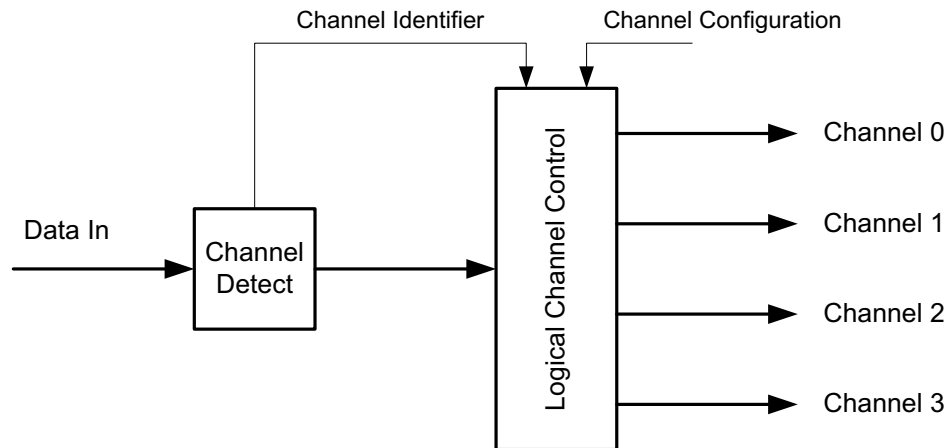 Channel Identifier
Channel Configuration
Data In
Channel
Detect
Logical Channel Control
Channel 0
Channel 1
Channel 2
Channel 3